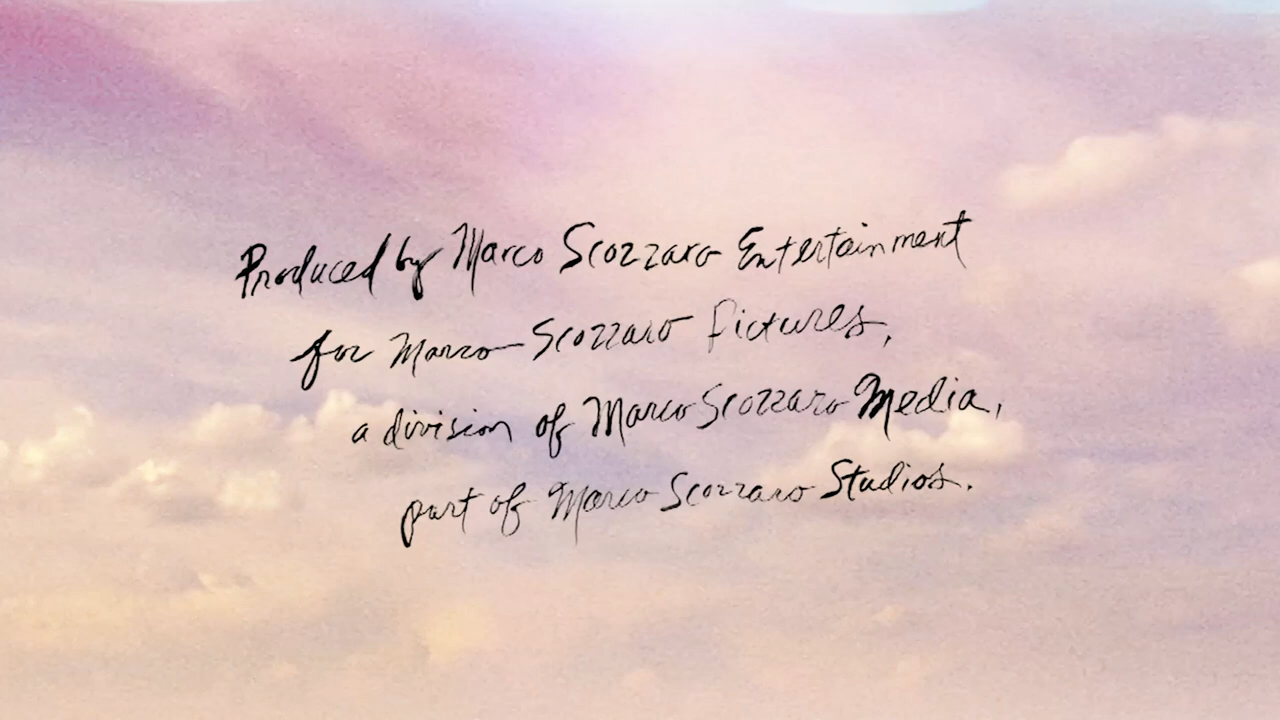 Produced by Marco Scozzaro Entertainment
for Marco Scozzaro Pictures,
a division of Marco Scozzaro Media,
part of Marco Scozzaro Studios.